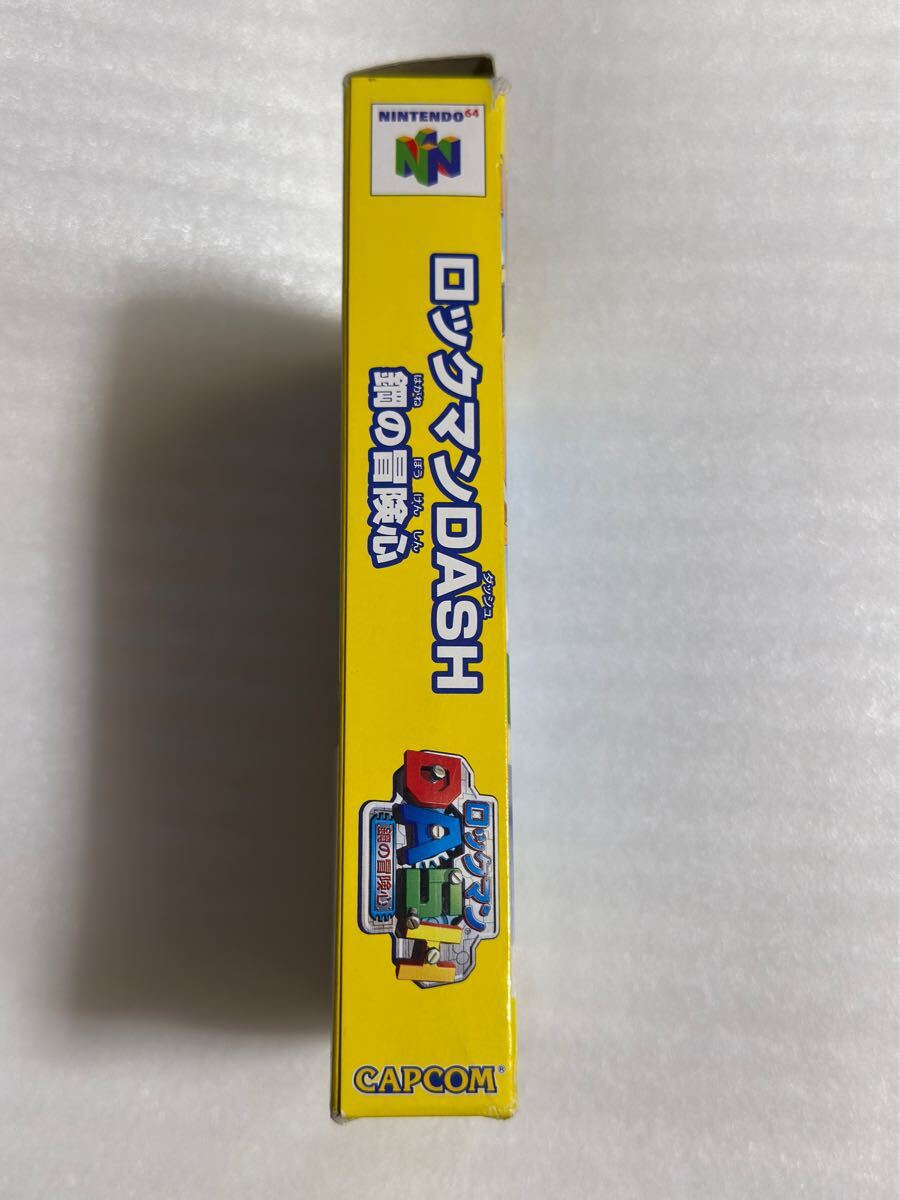 NINTENDO64
ロックマンDASH
ダッシュ
鋼の冒険心
はがね ぼう けん しん
ロックマン
DASH
鋼の冒険心
CAPCOM®